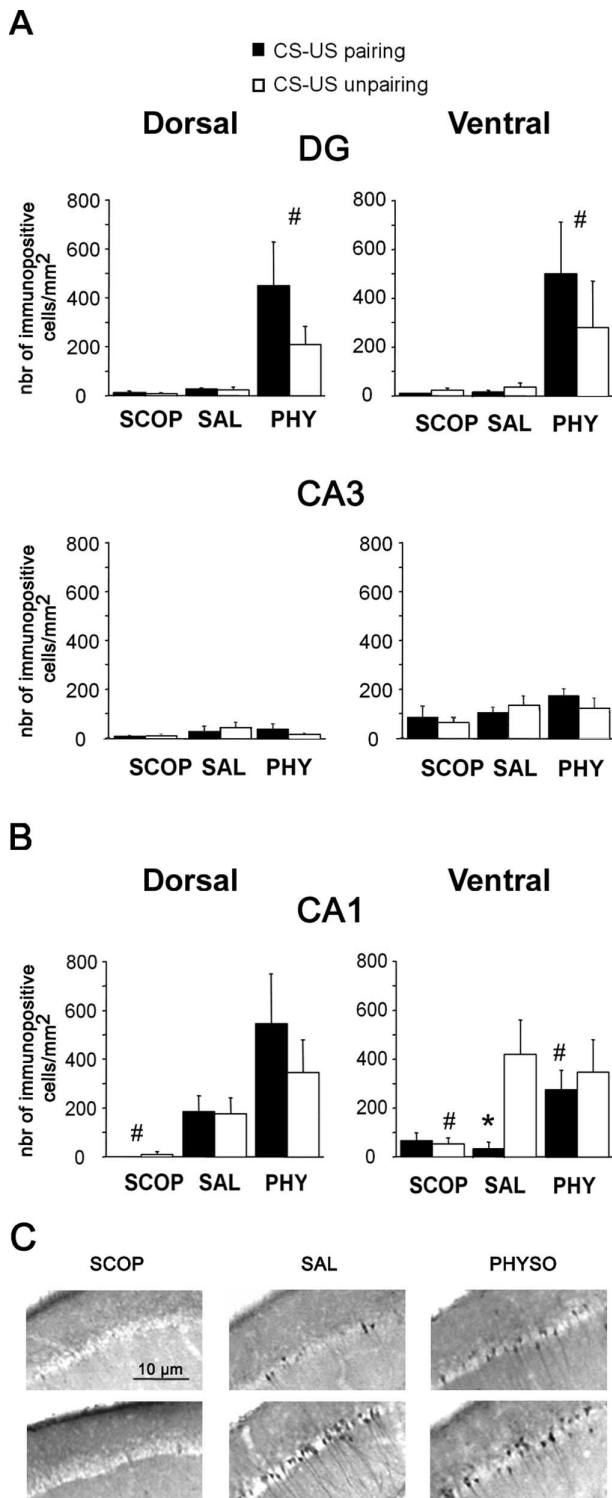 A
CS-US pairing
CS-US unpairing
Dorsal Ventral
DG
nbr of immunopositive cells/mm2
800 600 400 200 0
#
SCOP SAL PHY
800 600 400 200 0
#
SCOP SAL PHY
CA3
nbr of immunopositive cells/mm2
800 600 400 200 0
SCOP SAL PHY
800 600 400 200 0
SCOP SAL PHY
B
Dorsal Ventral
CA1
nbr of immunopositive cells/mm2
800 600 400 200 0
#
SCOP SAL PHY
800 600 400 200 0
# * #
SCOP SAL PHY
C
SCOP SAL PHYSO
10 µm